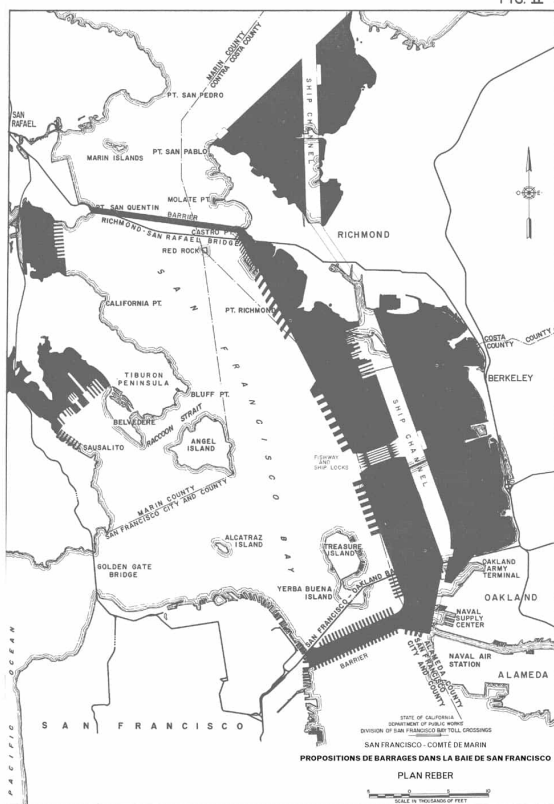 MARIN COUNTY
CONTRA COSTA COUNTY
PT. SAN PEDRO
SHIP CHANNEL
SAN
RAFAEL
MARIN ISLANDS
PT. SAN PABLO
MOLATE PT.
PT. SAN QUENTIN
BARRIER
RICHMOND-SAN RAFAEL BRIDGE
CASTRO PT.
RED ROCK
RICHMOND
CALIFORNIA PT.
PT. RICHMOND
COSTA
COUNTY COUNTY
BERKELEY
TIBURON
PENINSULA
BLUFF PT.
BELVEDERE
RACCOON STRAIT
ANGEL
ISLAND
SAUSALITO
SAN FRANCISCO BAY
SHIP CHANNEL
FISHWAY
AND
SHIP LOCKS
MARIN COUNTY
SAN FRANCISCO CITY AND COUNTY
ALCATRAZ
ISLAND
TREASURE
ISLAND
GOLDEN GATE
BRIDGE
YERBA BUENA
ISLAND
SAN FRANCISCO - OAKLAND BA
OAKLAND
ARMY
TERMINAL
OAKLAND
NAVAL
SUPPLY
CENTER
BARRIER
ALAMEDA COUNTY
SAN FRANCISCO
CITY AND COUNTY
NAVAL AIR
STATION
ALAMEDA
PACIFIC OCEAN
SAN FRANCISCO
STATE OF CALIFORNIA
DEPARTMENT OF PUBLIC WORKS
DIVISION OF SAN FRANCISCO BAY TOLL CROSSINGS
SAN FRANCISCO - COMTÉ DE MARIN
PROPOSITIONS DE BARRAGES DANS LA BAIE DE SAN FRANCISCO
PLAN REBER
SCALE IN THOUSANDS OF FEET